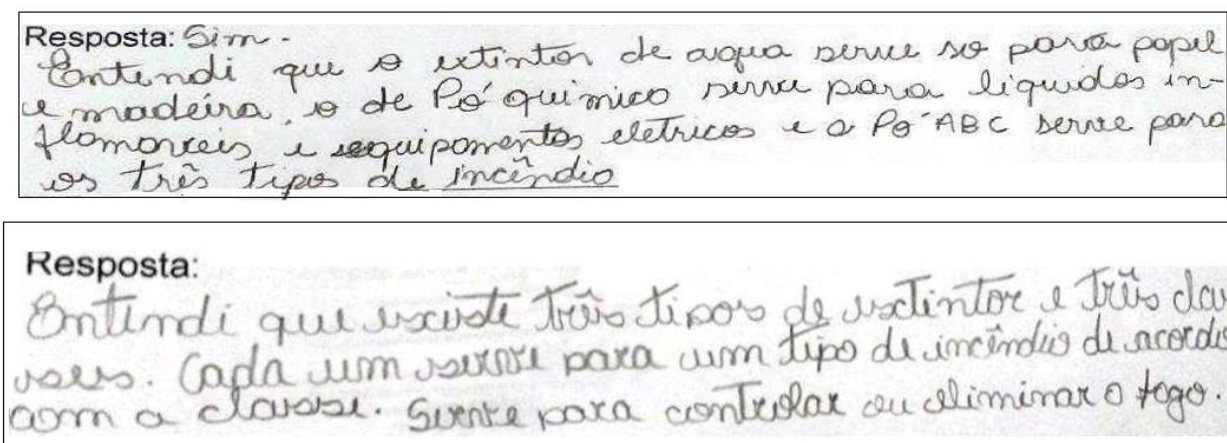 Resposta: Sim.
Entendi que o extintor de aqua serve so para papel
e madeira, o de Pó quimico serve para liquidos in-
flamaveis e equipamentos eletricos e o Pó ABC serve para
os três tipos de incêndio
Resposta:
Entendi que existe três tipos de extintor e três clas
ses. Cada um serve para um tipo de incêndio de acordo
com a classe. Serve para controlar ou eliminar o fogo.